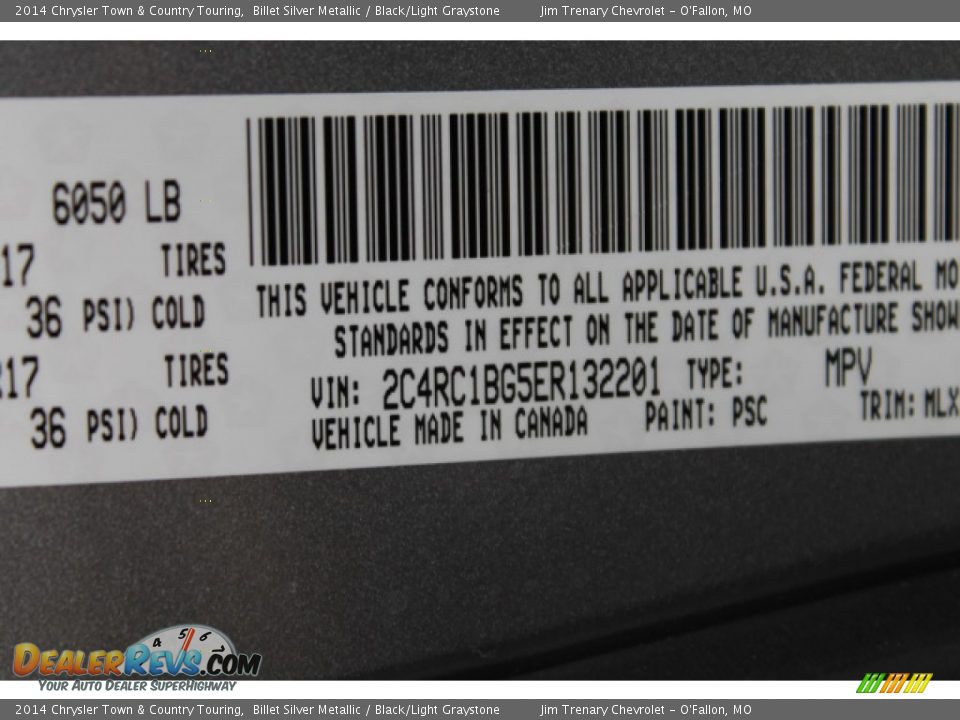 2014 Chrysler Town & Country Touring, Billet Silver Metallic / Black/Light Graystone Jim Trenary Chevrolet - O'Fallon, MO
6050 LB
17 TIRES
36 PSI) COLD
17 TIRES
36 PSI) COLD
THIS VEHICLE CONFORMS TO ALL APPLICABLE U.S.A. FEDERAL MO
STANDARDS IN EFFECT ON THE DATE OF MANUFACTURE SHOW
VIN: 2C4RC1BG5ER132201 TYPE: MPV
VEHICLE MADE IN CANADA PAINT: PSC TRIM: MLX
4 5 6
DEALERREVS.COM
YOUR AUTO DEALER SUPERHIGHWAY
2014 Chrysler Town & Country Touring, Billet Silver Metallic / Black/Light Graystone Jim Trenary Chevrolet - O'Fallon, MO